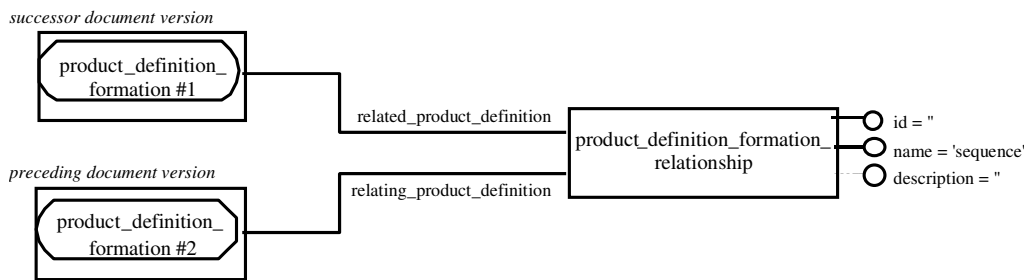 successor document version
product_definition_
formation #1
related_product_definition
product_definition_formation_
relationship
id = ''
name = 'sequence'
description = ''
preceding document version
relating_product_definition
product_definition_
formation #2